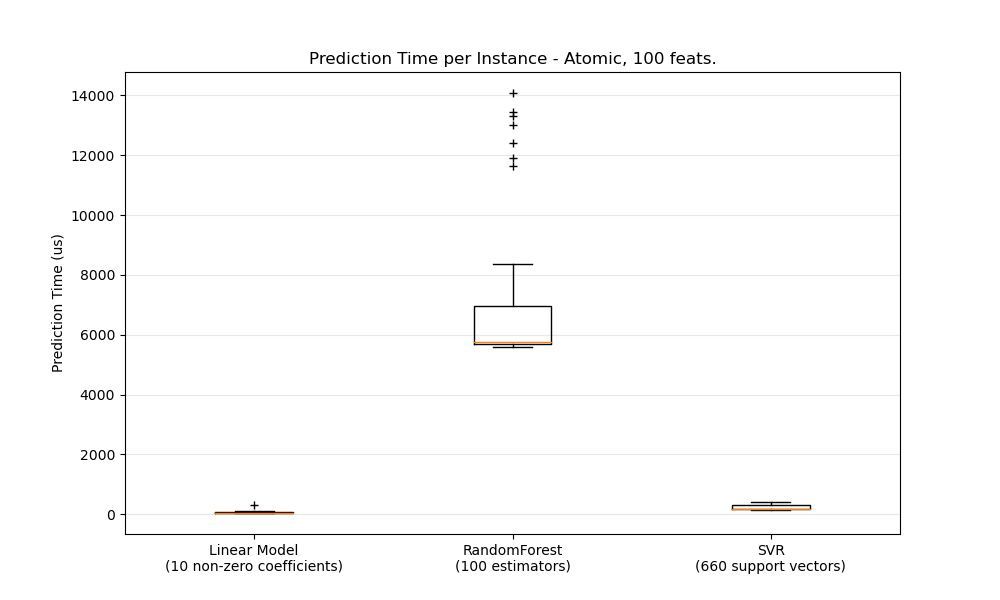 Prediction Time per Instance - Atomic, 100 feats.
Prediction Time (us)
14000
12000
10000
8000
6000
4000
2000
0
Linear Model
(10 non-zero coefficients)
RandomForest
(100 estimators)
SVR
(660 support vectors)